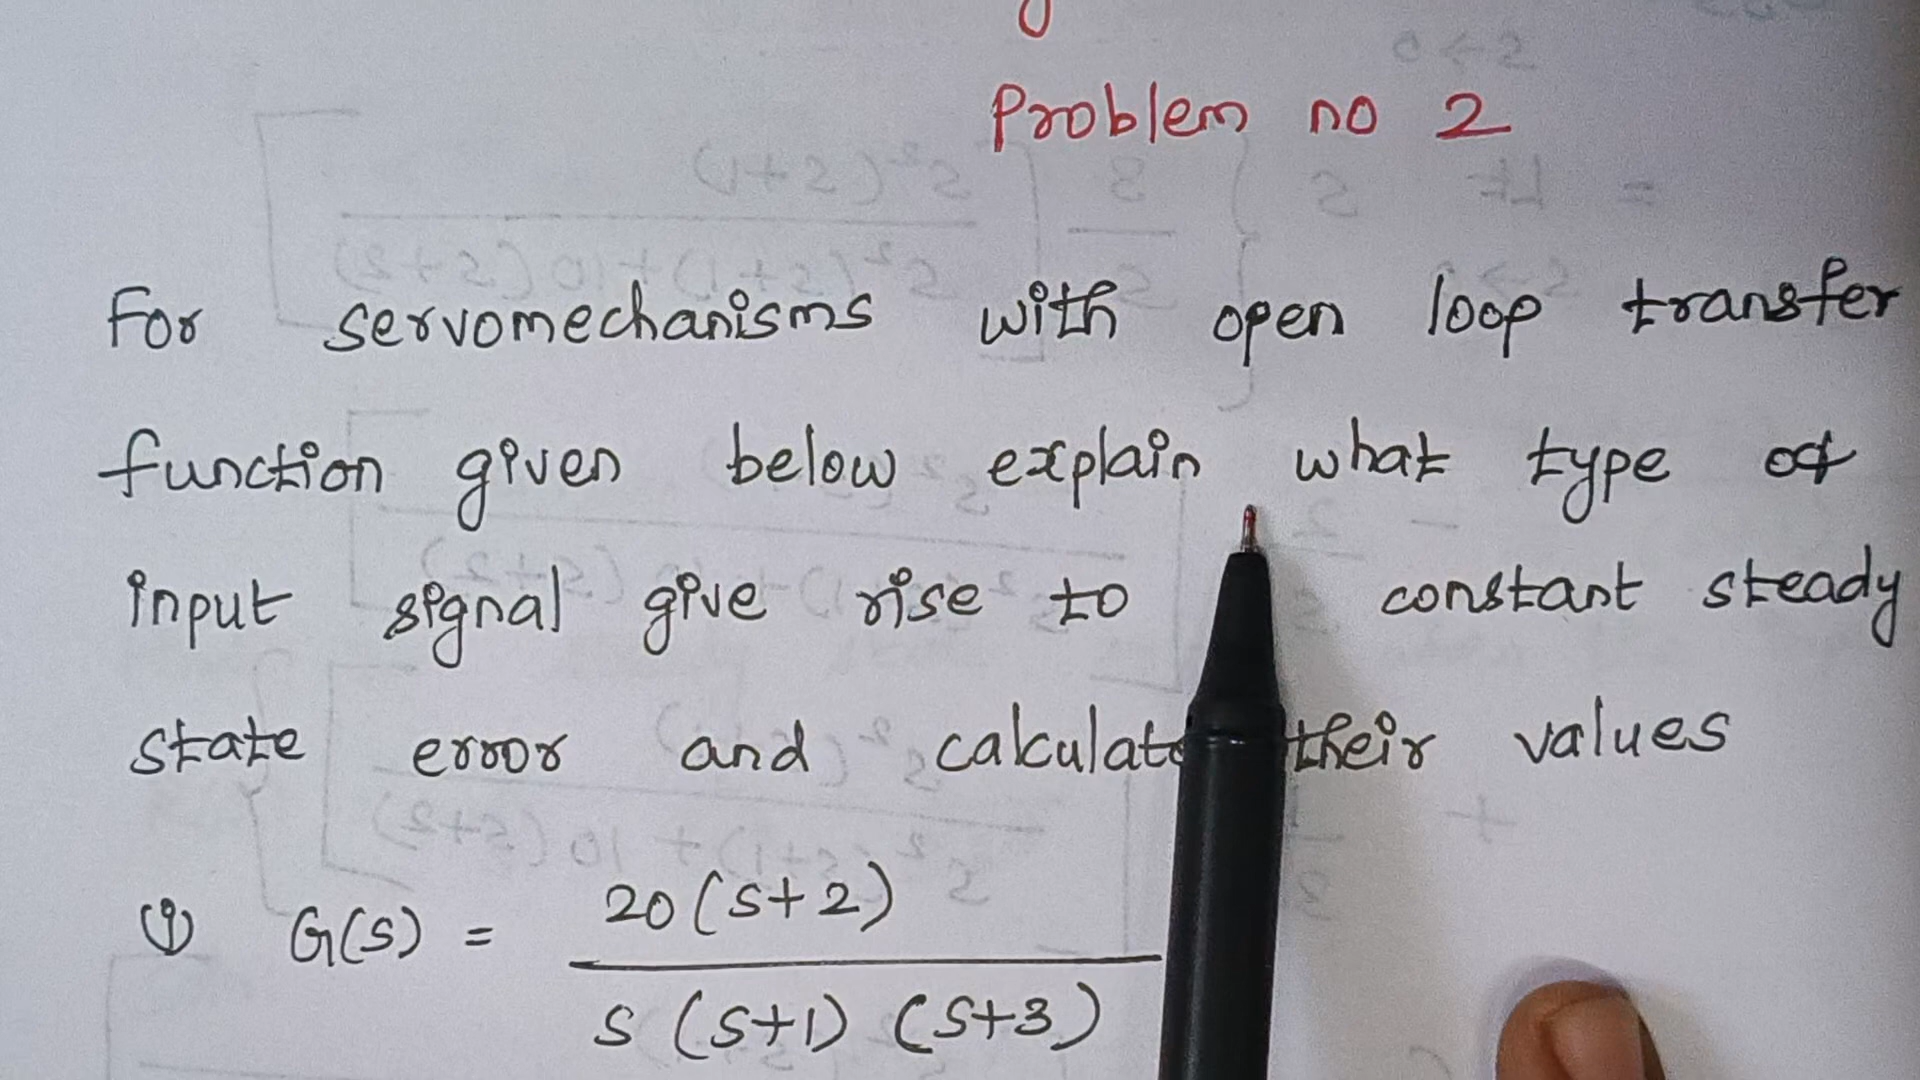 Problem no 2
For servomechanisms with open loop transfer
function given below explain what type of
input signal give rise to constant steady
state error and calculate their values
(i) G(s) = 20(s+2)
s (s+1) (s+3)